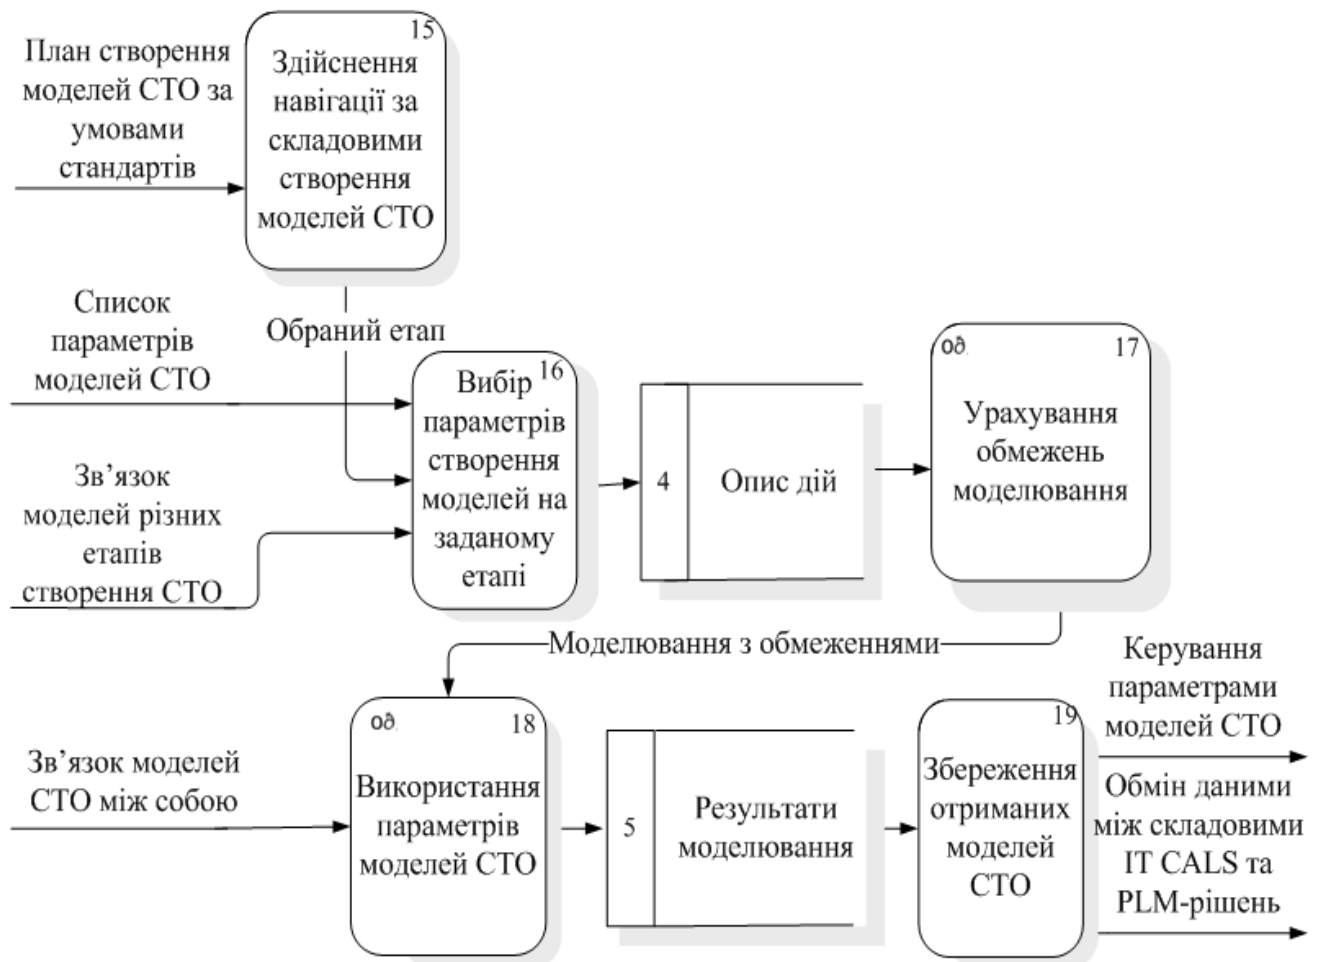 План створення
моделей СТО за
умовами
стандартів
15
Здійснення
навігації за
складовими
створення
моделей СТО
Список
параметрів
моделей СТО
Обраний етап
Зв’язок
моделей різних
етапів
створення СТО
16
Вибір
параметрів
створення
моделей на
заданому
етапі
4
Опис дій
од.
17
Урахування
обмежень
моделювання
Моделювання з обмеженнями
Зв’язок моделей
СТО між собою
од.
18
Використання
параметрів
моделей СТО
5
Результати
моделювання
19
Збереження
отриманих
моделей
СТО
Керування
параметрами
моделей СТО
Обмін даними
між складовими
IT CALS та
PLM-рішень